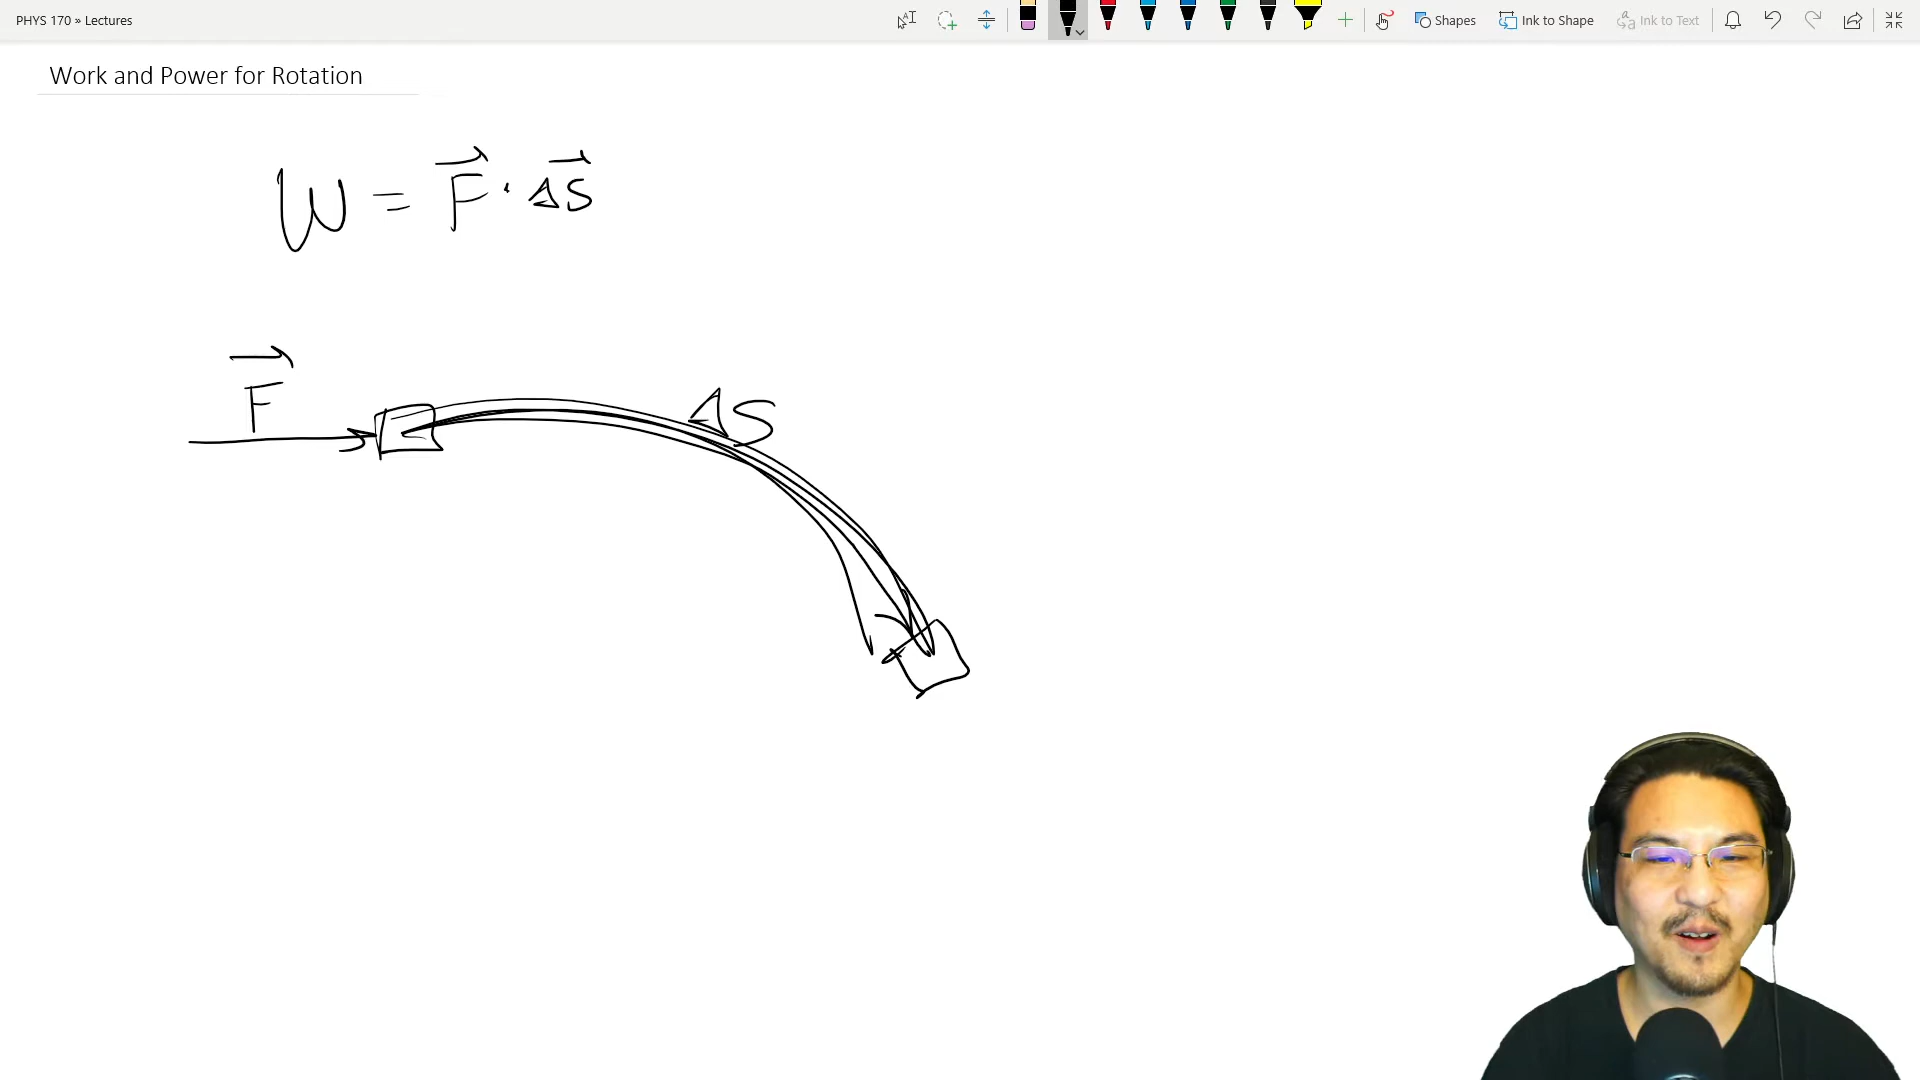 PHYS 170 » Lectures
Shapes
Ink to Shape
Ink to Text
Work and Power for Rotation
W = F⃗ · Δs⃗
F⃗
ΔS